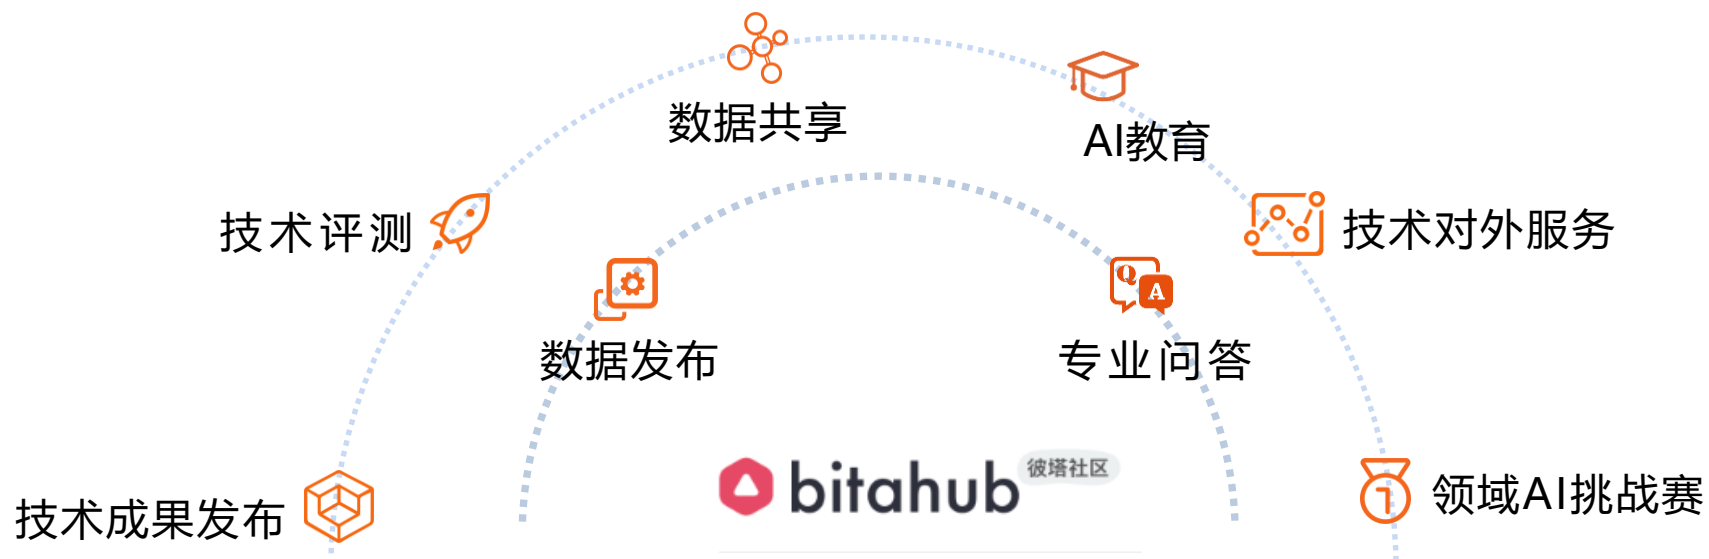 数据共享
AI教育
技术评测
技术对外服务
Q
A
数据发布
专业问答
bitahub 彼塔社区
技术成果发布
1
领域AI挑战赛